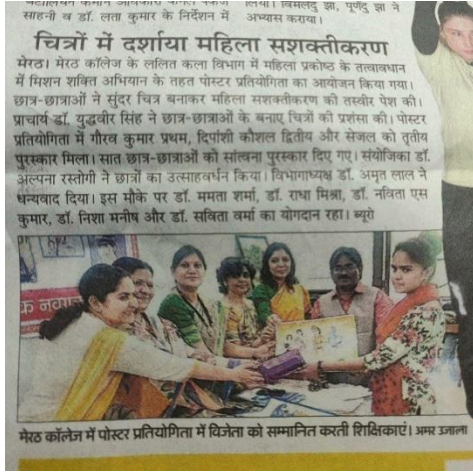 साहनी व डॉ. लता कुमार के निर्देशन में
लिया। विमलेंदु झा, पूर्णेंदु झा ने
अभ्यास कराया।
चित्रों में दर्शाया महिला सशक्तीकरण
मेरठ। मेरठ कॉलेज के ललित कला विभाग में महिला प्रकोष्ठ के तत्वावधान
में मिशन शक्ति अभियान के तहत पोस्टर प्रतियोगिता का आयोजन किया गया।
छात्र-छात्राओं ने सुंदर चित्र बनाकर महिला सशक्तीकरण की तस्वीर पेश की।
प्राचार्य डॉ. युद्धवीर सिंह ने छात्र-छात्राओं के बनाए चित्रों की प्रशंसा की। पोस्टर
प्रतियोगिता में गौरव कुमार प्रथम, दिपांशी कौशल द्वितीय और सेजल को तृतीय
पुरस्कार मिला। सात छात्र-छात्राओं को सांत्वना पुरस्कार दिए गए। संयोजिका डॉ.
अल्पना रस्तोगी ने छात्रों का उत्साहवर्धन किया। विभागाध्यक्ष डॉ. अमृत लाल ने
धन्यवाद दिया। इस मौके पर डॉ. ममता शर्मा, डॉ. राधा मिश्रा, डॉ. नविता एस
कुमार, डॉ. निशा मनीष और डॉ. सविता वर्मा का योगदान रहा। ब्यूरो
मेरठ कॉलेज में पोस्टर प्रतियोगिता में विजेता को सम्मानित करती शिक्षिकाएं। अमर उजाला